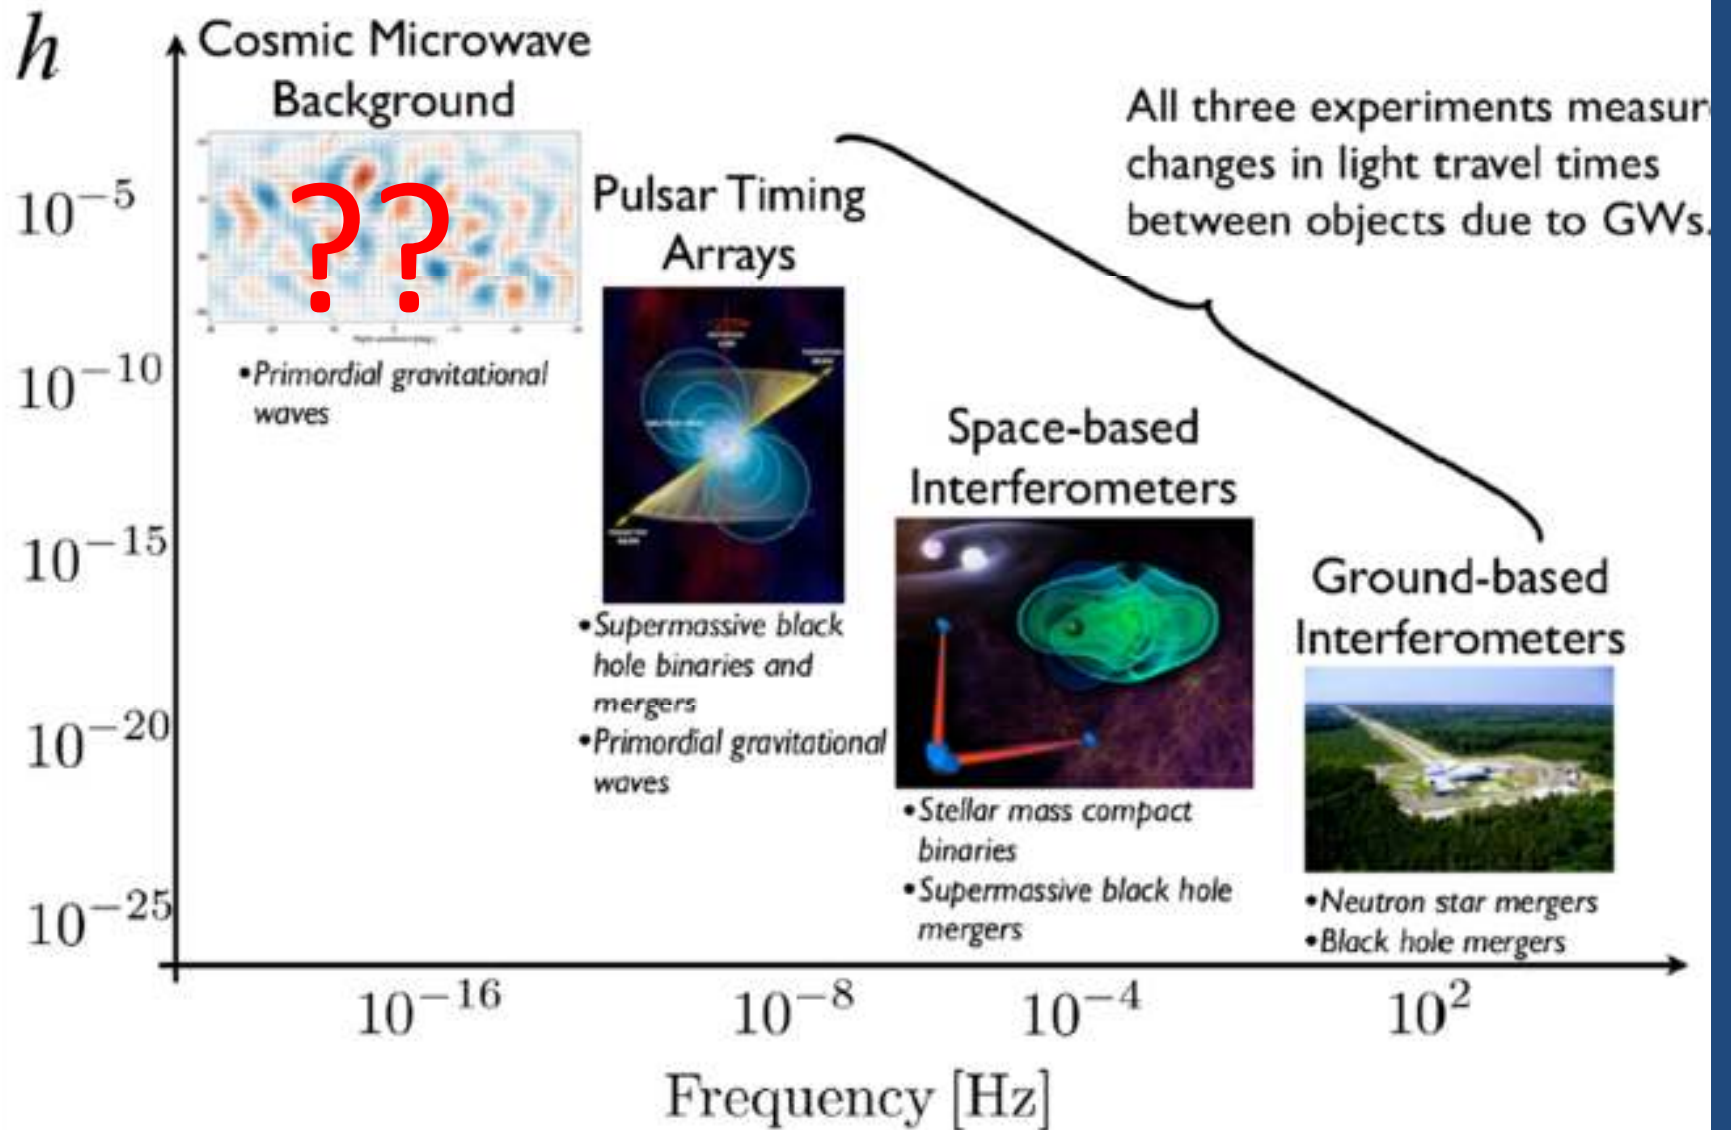 h
Cosmic Microwave
Background
??
•Primordial gravitational
waves
Pulsar Timing
Arrays
•Supermassive black
hole binaries and
mergers
•Primordial gravitational
waves
All three experiments measur
changes in light travel times
between objects due to GWs.
Space-based
Interferometers
•Stellar mass compact
binaries
•Supermassive black hole
mergers
Ground-based
Interferometers
•Neutron star mergers
•Black hole mergers
10⁻⁵
10⁻¹⁰
10⁻¹⁵
10⁻²⁰
10⁻²⁵
10⁻¹⁶ 10⁻⁸ 10⁻⁴ 10²
Frequency [Hz]